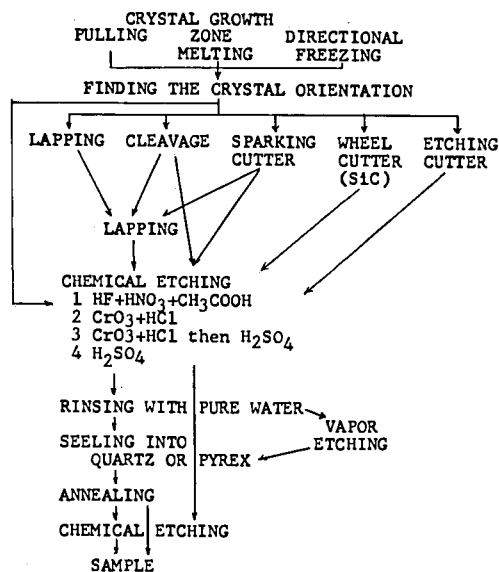 CRYSTAL GROWTH
PULLING ZONE MELTING DIRECTIONAL FREEZING
FINDING THE CRYSTAL ORIENTATION
LAPPING CLEAVAGE SPARKING CUTTER WHEEL CUTTER (SiC) ETCHING CUTTER
LAPPING
CHEMICAL ETCHING
1 HF+HNO₃+CH₃COOH
2 CrO₃+HCl
3 CrO3+HCl then H₂SO₄
4 H₂SO₄
RINSING WITH PURE WATER
VAPOR
ETCHING
SEELING INTO
QUARTZ OR PYREX
ANNEALING
CHEMICAL ETCHING
SAMPLE